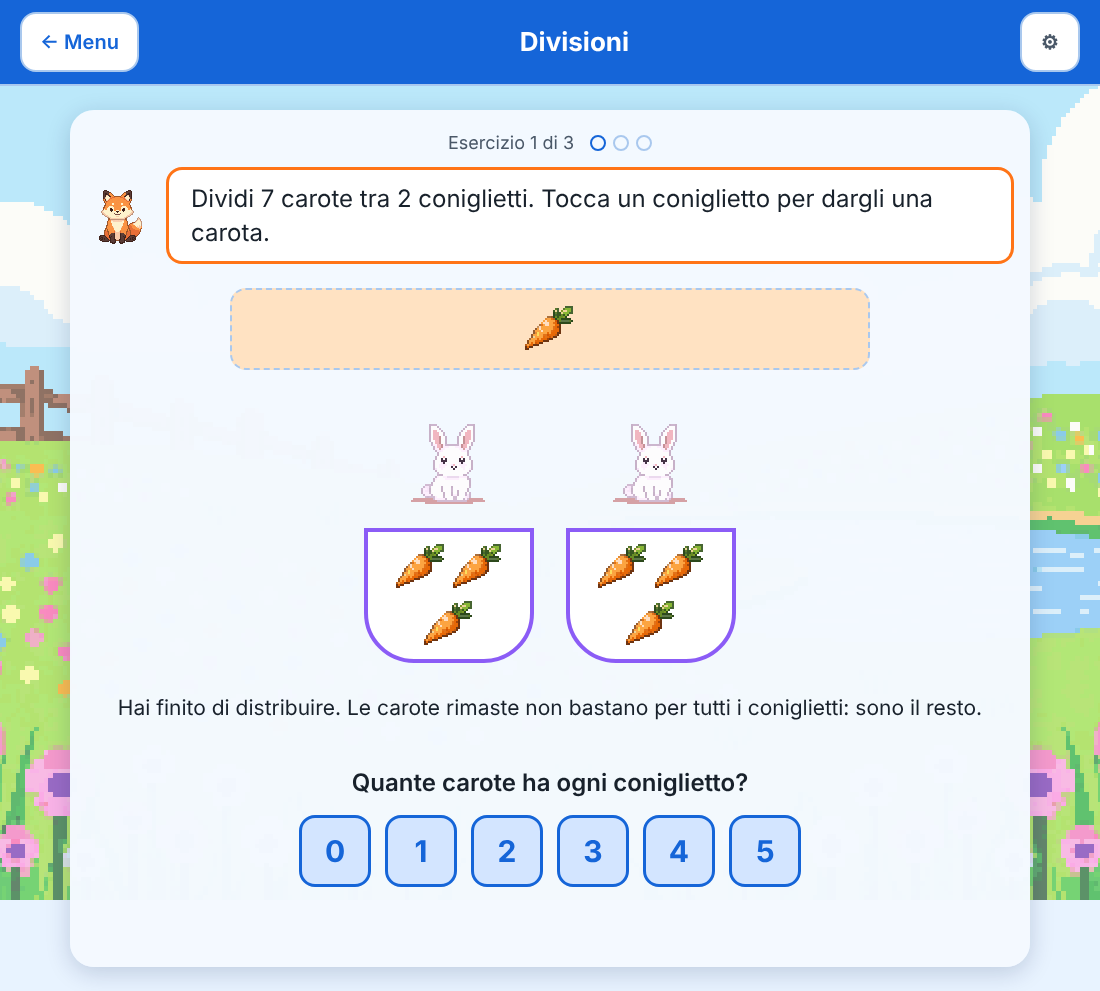 ← Menu
Divisioni
⚙
Esercizio 1 di 3
Dividi 7 carote tra 2 coniglietti. Tocca un coniglietto per dargli una
carota.
Hai finito di distribuire. Le carote rimaste non bastano per tutti i coniglietti: sono il resto.
Quante carote ha ogni coniglietto?
0 1 2 3 4 5